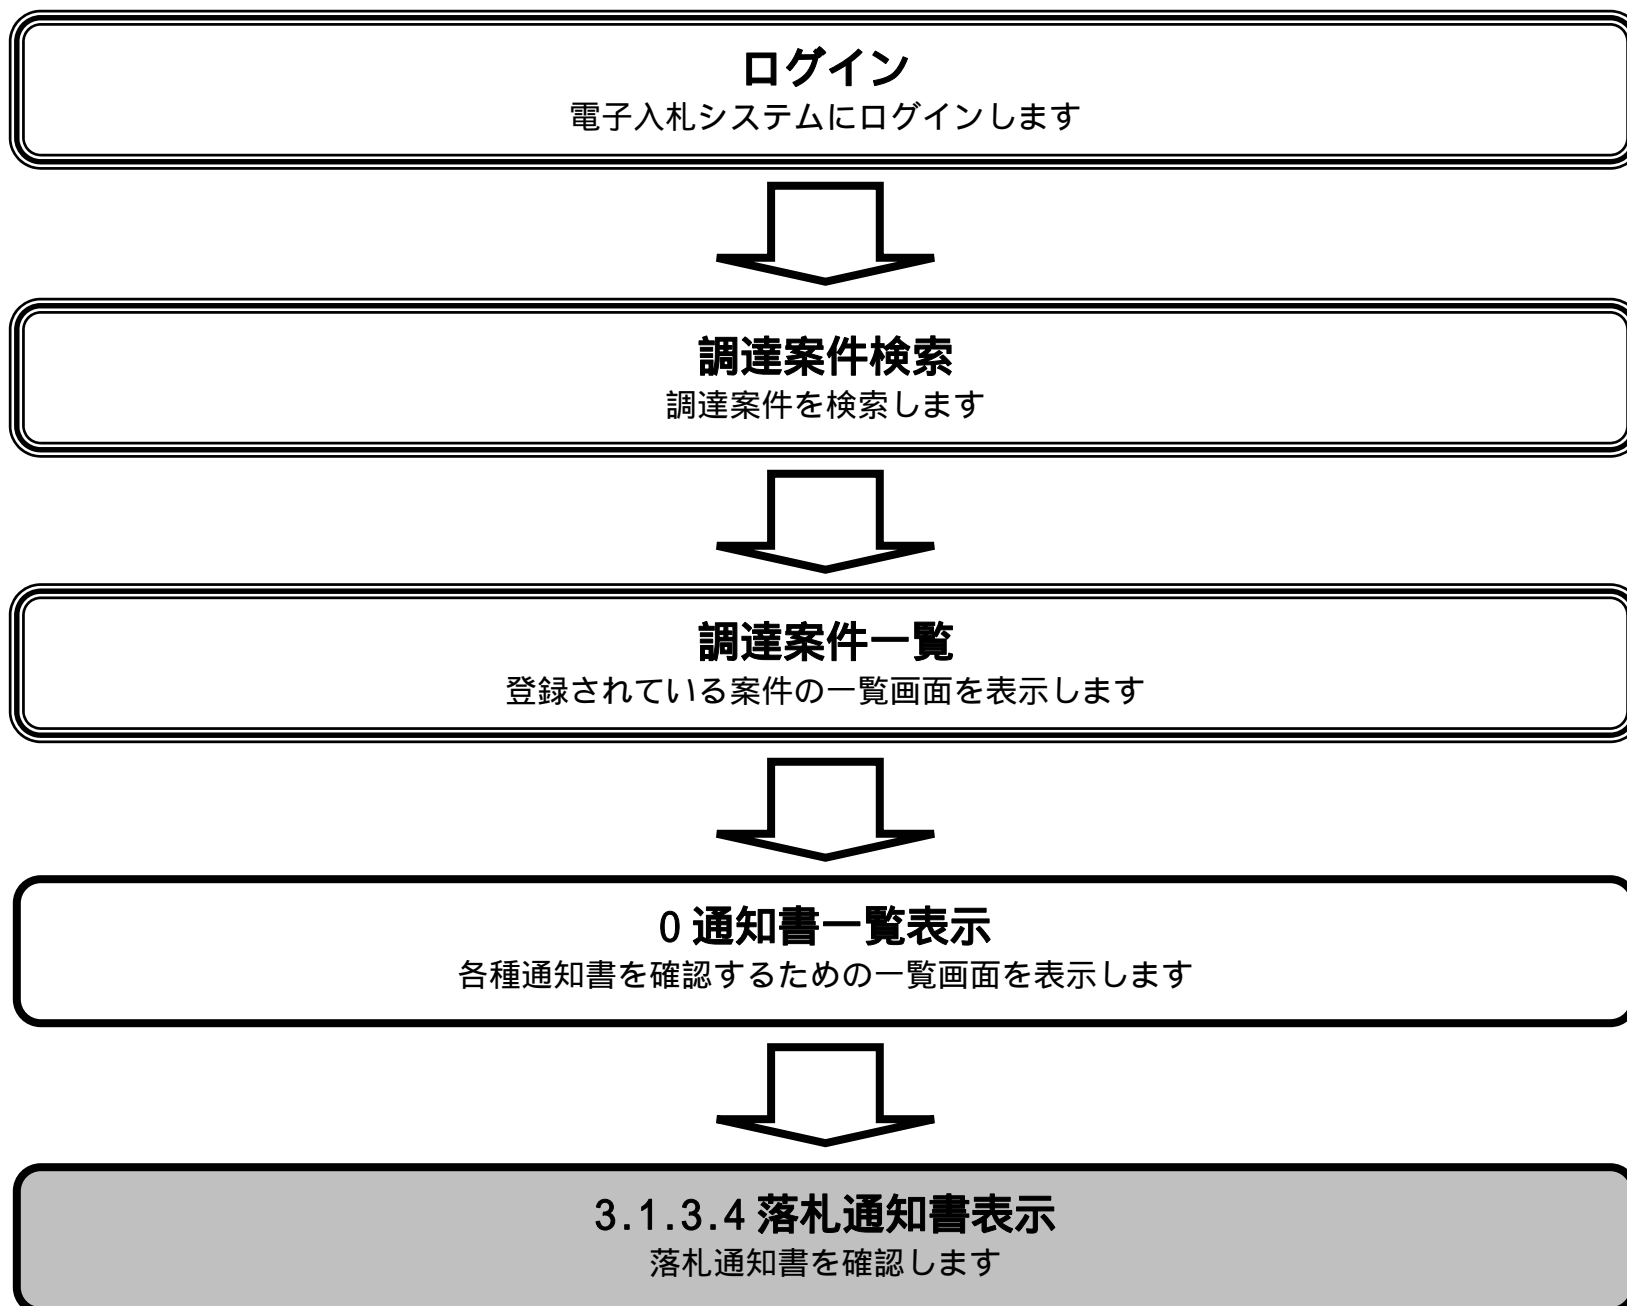 ログイン
電子入札システムにログインします
調達案件検索
調達案件を検索します
調達案件一覧
登録されている案件の一覧画面を表示します
0 通知書一覧表示
各種通知書を確認するための一覧画面を表示します
3.1.3.4 落札通知書表示
落札通知書を確認します